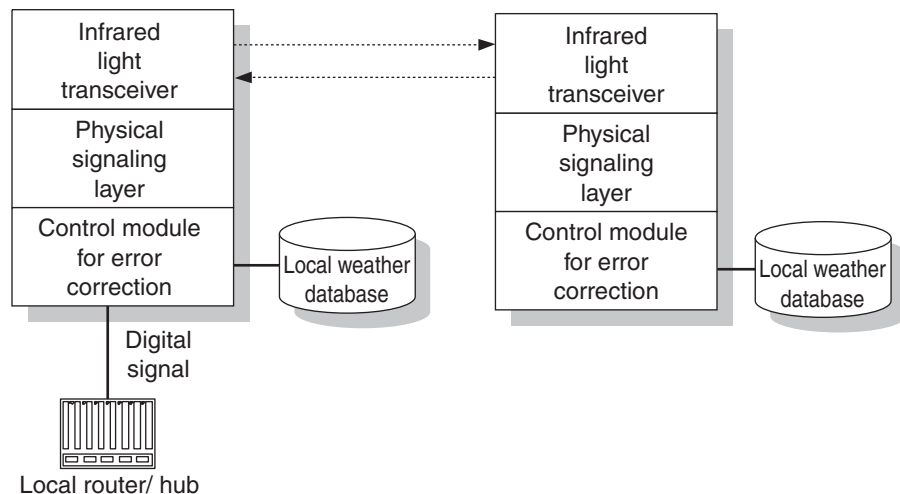 Infrared
light
transceiver
Physical
signaling
layer
Control module
for error
correction
Local weather
database
Digital
signal
Local router/ hub
Infrared
light
transceiver
Physical
signaling
layer
Control module
for error
correction
Local weather
database